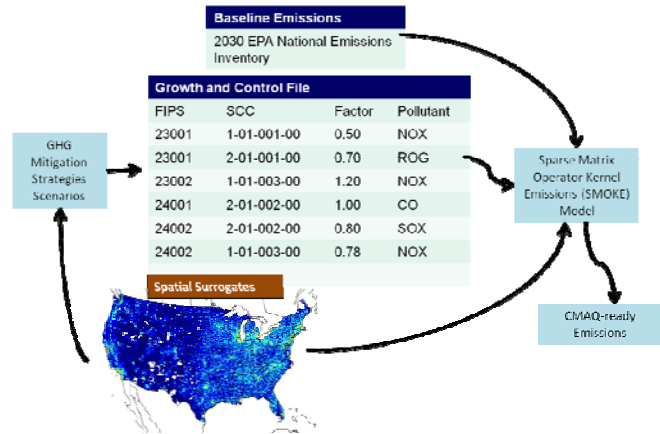 Baseline Emissions
2030 EPA National Emissions
Inventory
Growth and Control File
FIPS SCC Factor Pollutant
23001 1-01-001-00 0.50 NOX
23001 2-01-001-00 0.70 ROG
23002 1-01-003-00 1.20 NOX
24001 2-01-002-00 1.00 CO
24002 2-01-002-00 0.80 SOX
24002 1-01-003-00 0.78 NOX
GHG
Mitigation
Strategies
Scenarios
Sparse Matrix
Operator Kernel
Emissions (SMOKE)
Model
Spatial Surrogates
CMAQ-ready
Emissions